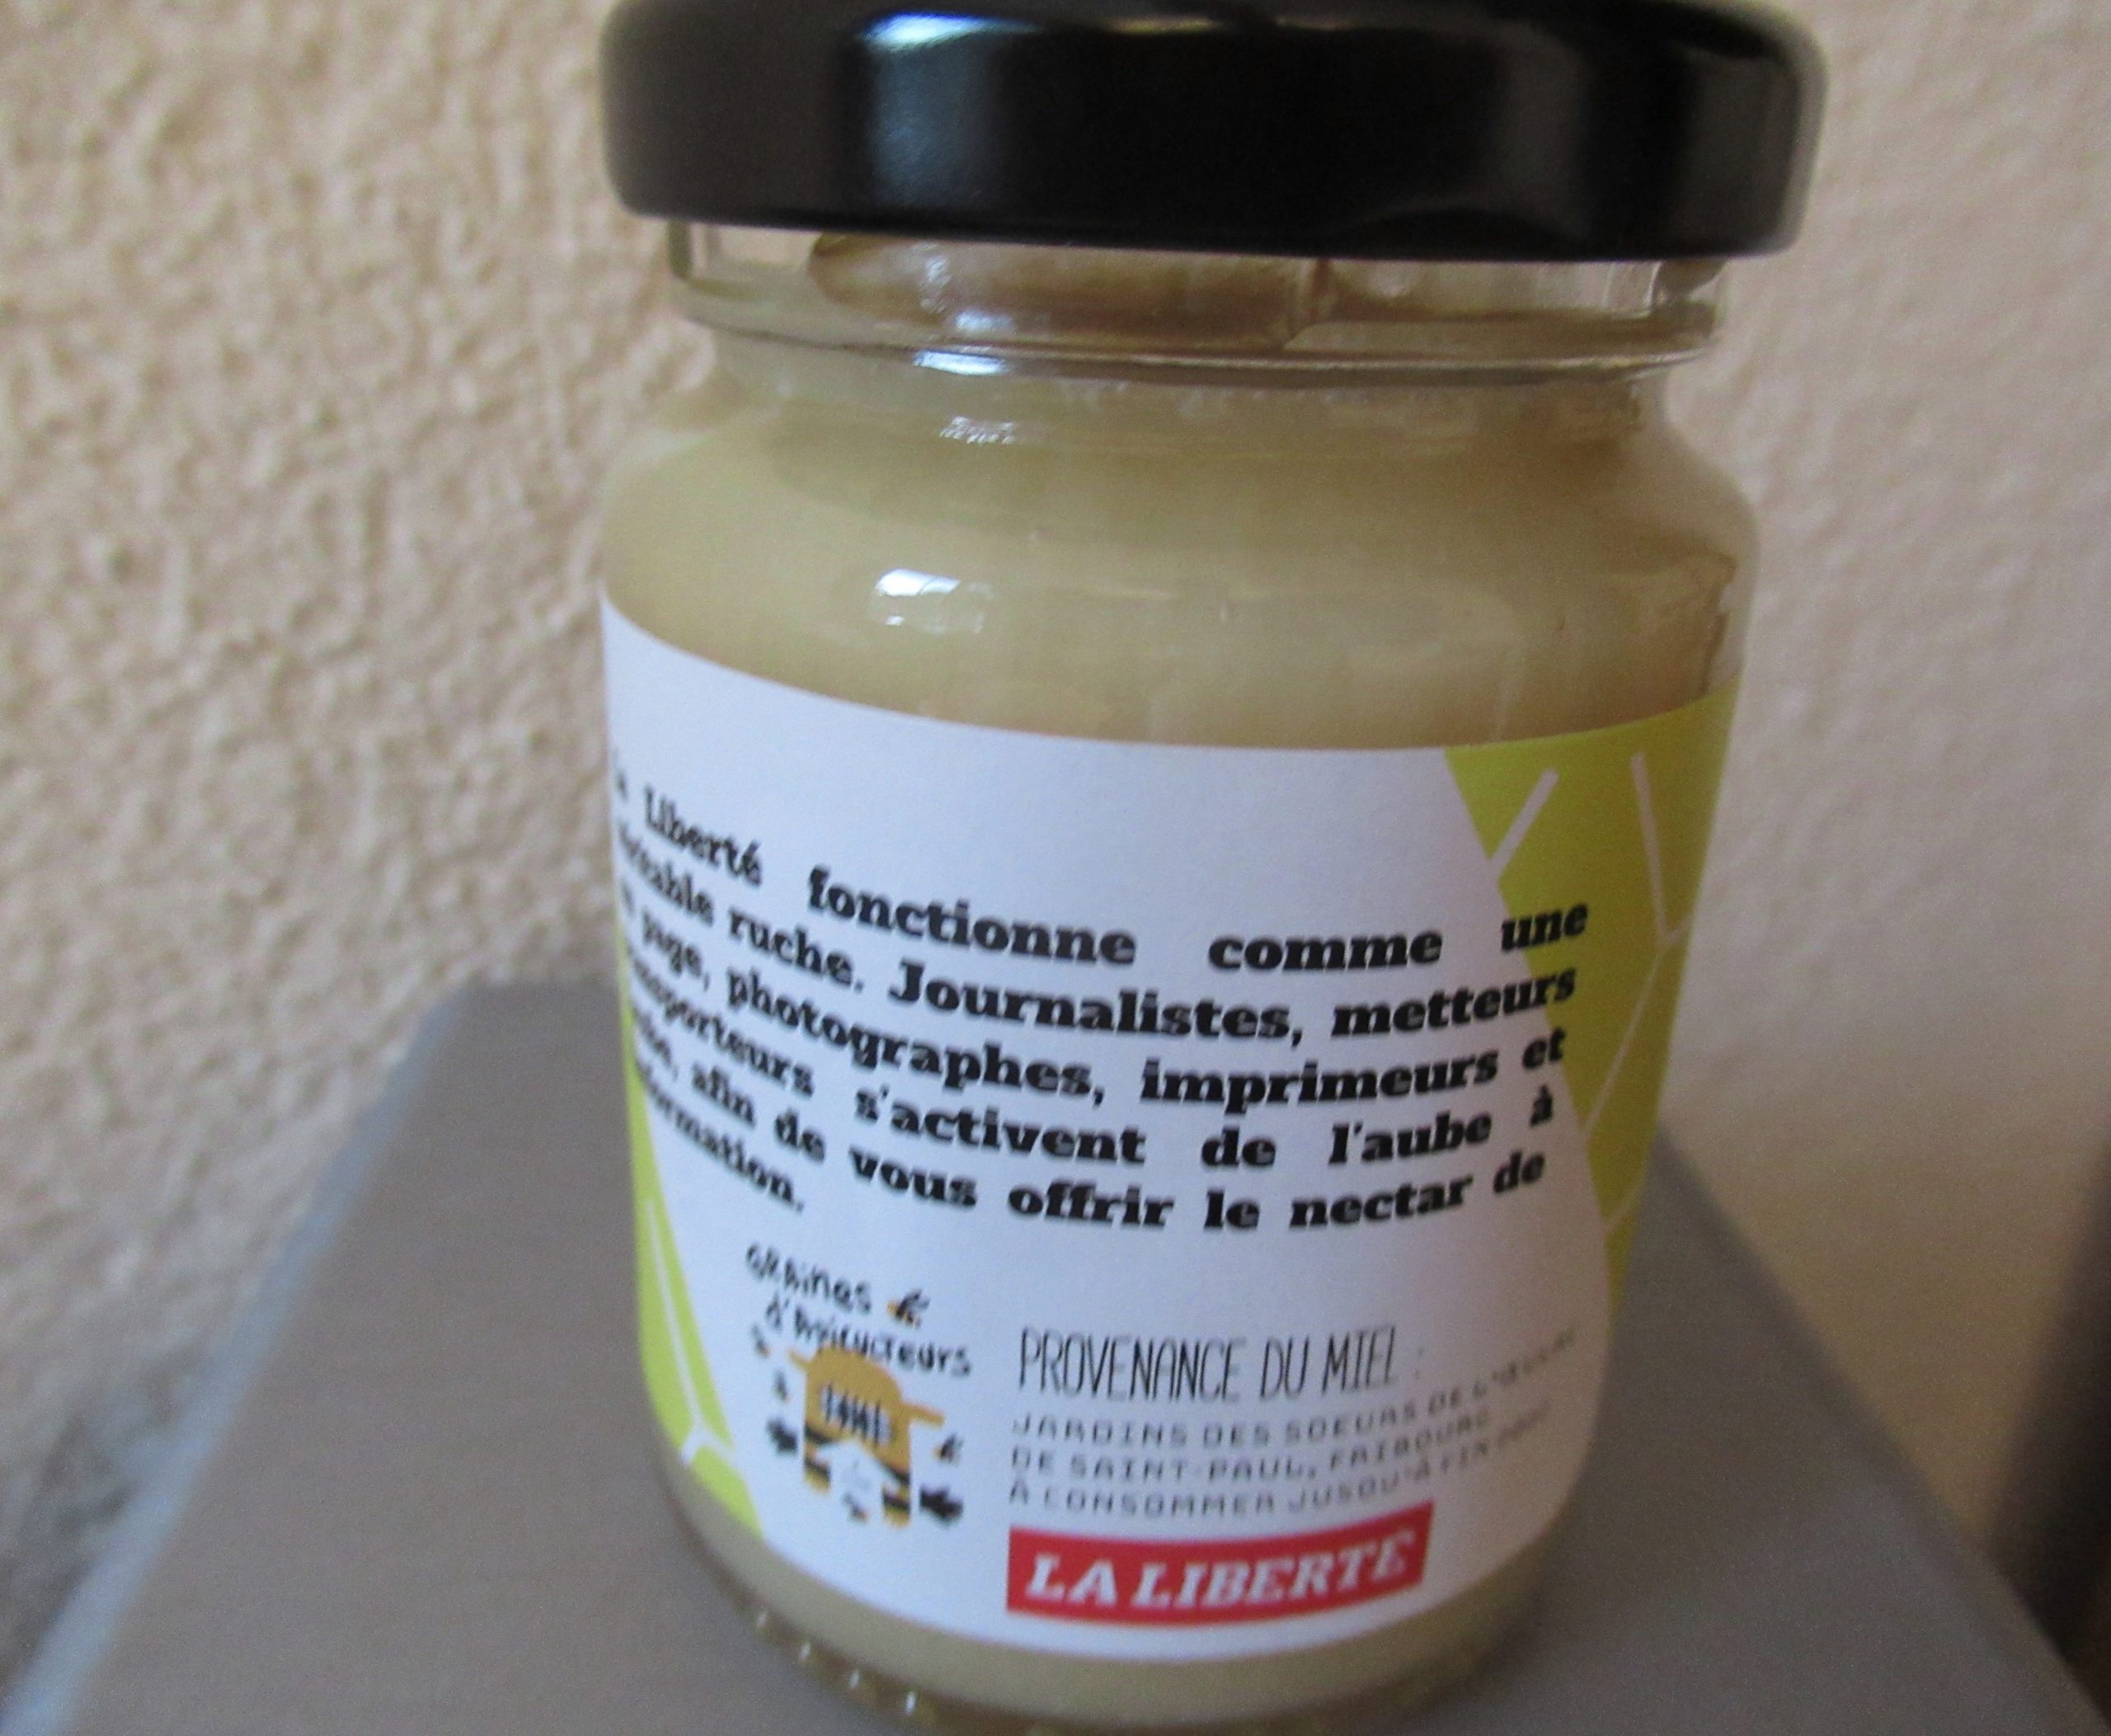 Liberté fonctionne comme une
ruche. Journalistes, metteurs
page, photographes, imprimeurs et
s'activent de l'aube à
afin de vous offrir le nectar de
GRAINES
d'APICULTEURS
PROVENANCE DU MIEL :
JARDINS DES SOEURS DE L'ŒUVRE
DE SAINT-PAUL, FRIBOURG
À CONSOMMER JUSQU'À FIN
LA LIBERTÉ